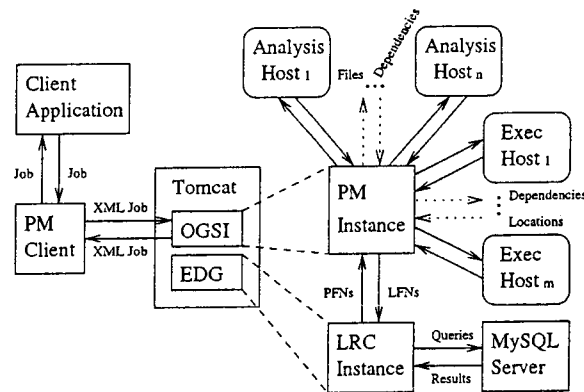 Client
Application
Job
Job
PM
Client
XML Job
XML Job
Tomcat
OGSI
EDG
Analysis
Host 1
Files
Dependencies
Analysis
Host n
PM
Instance
Exec
Host 1
Dependencies
Locations
Exec
Host m
PFNs
LFNs
LRC
Instance
Queries
Results
MySQL
Server